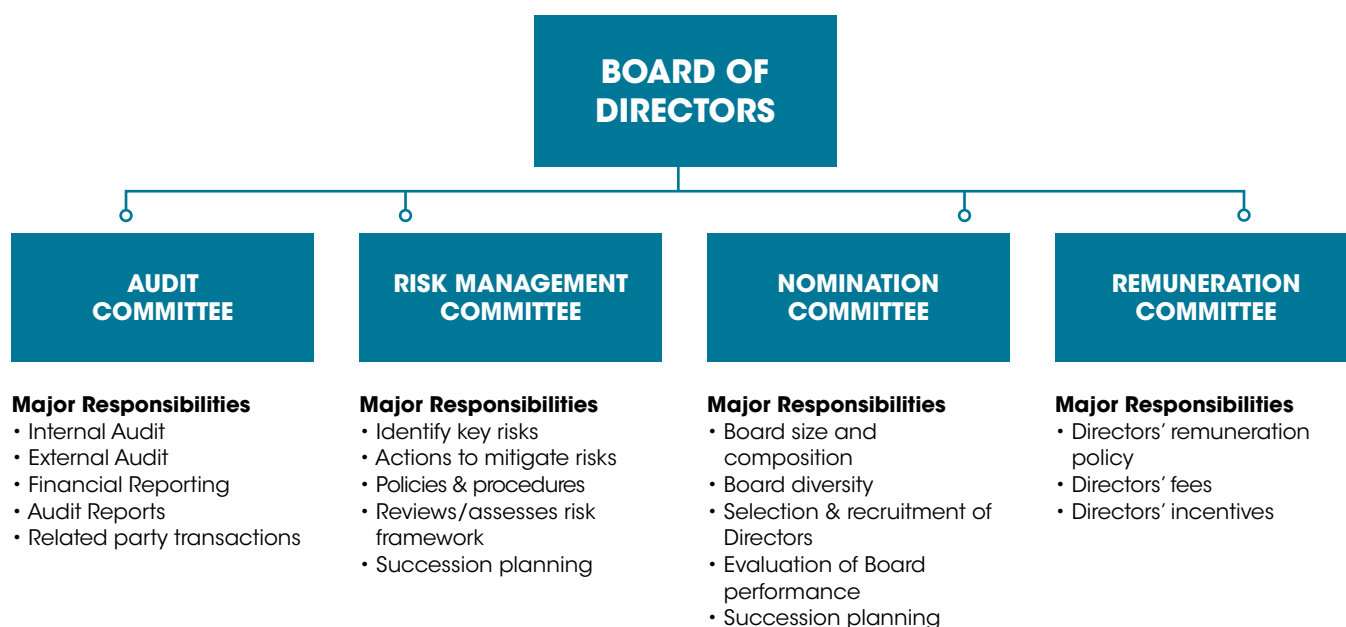 BOARD OF
DIRECTORS
AUDIT
COMMITTEE
RISK MANAGEMENT
COMMITTEE
NOMINATION
COMMITTEE
REMUNERATION
COMMITTEE
Major Responsibilities
• Internal Audit
• External Audit
• Financial Reporting
• Audit Reports
• Related party transactions
Major Responsibilities
• Identify key risks
• Actions to mitigate risks
• Policies & procedures
• Reviews/assesses risk
framework
• Succession planning
Major Responsibilities
• Board size and
composition
• Board diversity
• Selection & recruitment of
Directors
• Evaluation of Board
performance
• Succession planning
Major Responsibilities
• Directors’ remuneration
policy
• Directors’ fees
• Directors’ incentives